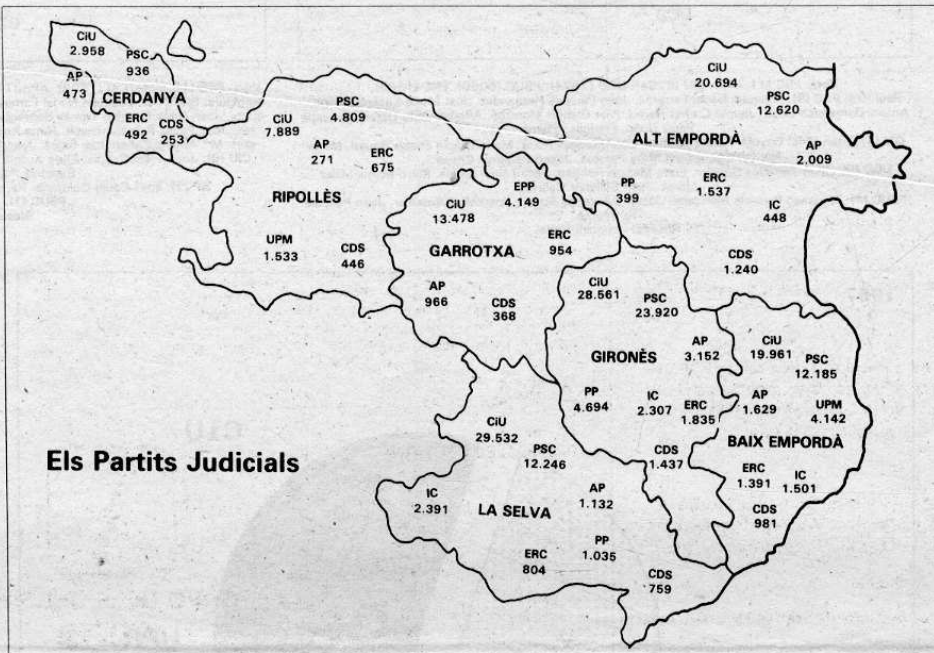 CiU
2.958
PSC
936
AP
473
CERDANYA
ERC
492
CDS
253
PSC
4.809
CiU
7.889
AP
271
ERC
675
RIPOLLÈS
UPM
1.533
CDS
446
EPP
4.149
CiU
13.478
ERC
954
GARROTXA
AP
966
CDS
368
CiU
20.694
PSC
12.620
ALT EMPORDÀ
AP
2,009
ERC
1.537
PP
399
IC
448
CDS
1.240
CiU
28.561
PSC
23.920
GIRONÈS
AP
3.152
PP
4.694
IC
2.307
ERC
1.835
CDS
1.437
CiU
19.961
PSC
12.185
AP
1.629
UPM
4.142
BAIX EMPORDÀ
ERC
1.391
IC
1.501
CDS
981
CiU
29.532
PSC
12.246
IC
2.391
LA SELVA
AP
1.132
PP
1.035
ERC
804
CDS
759
Els Partits Judicials